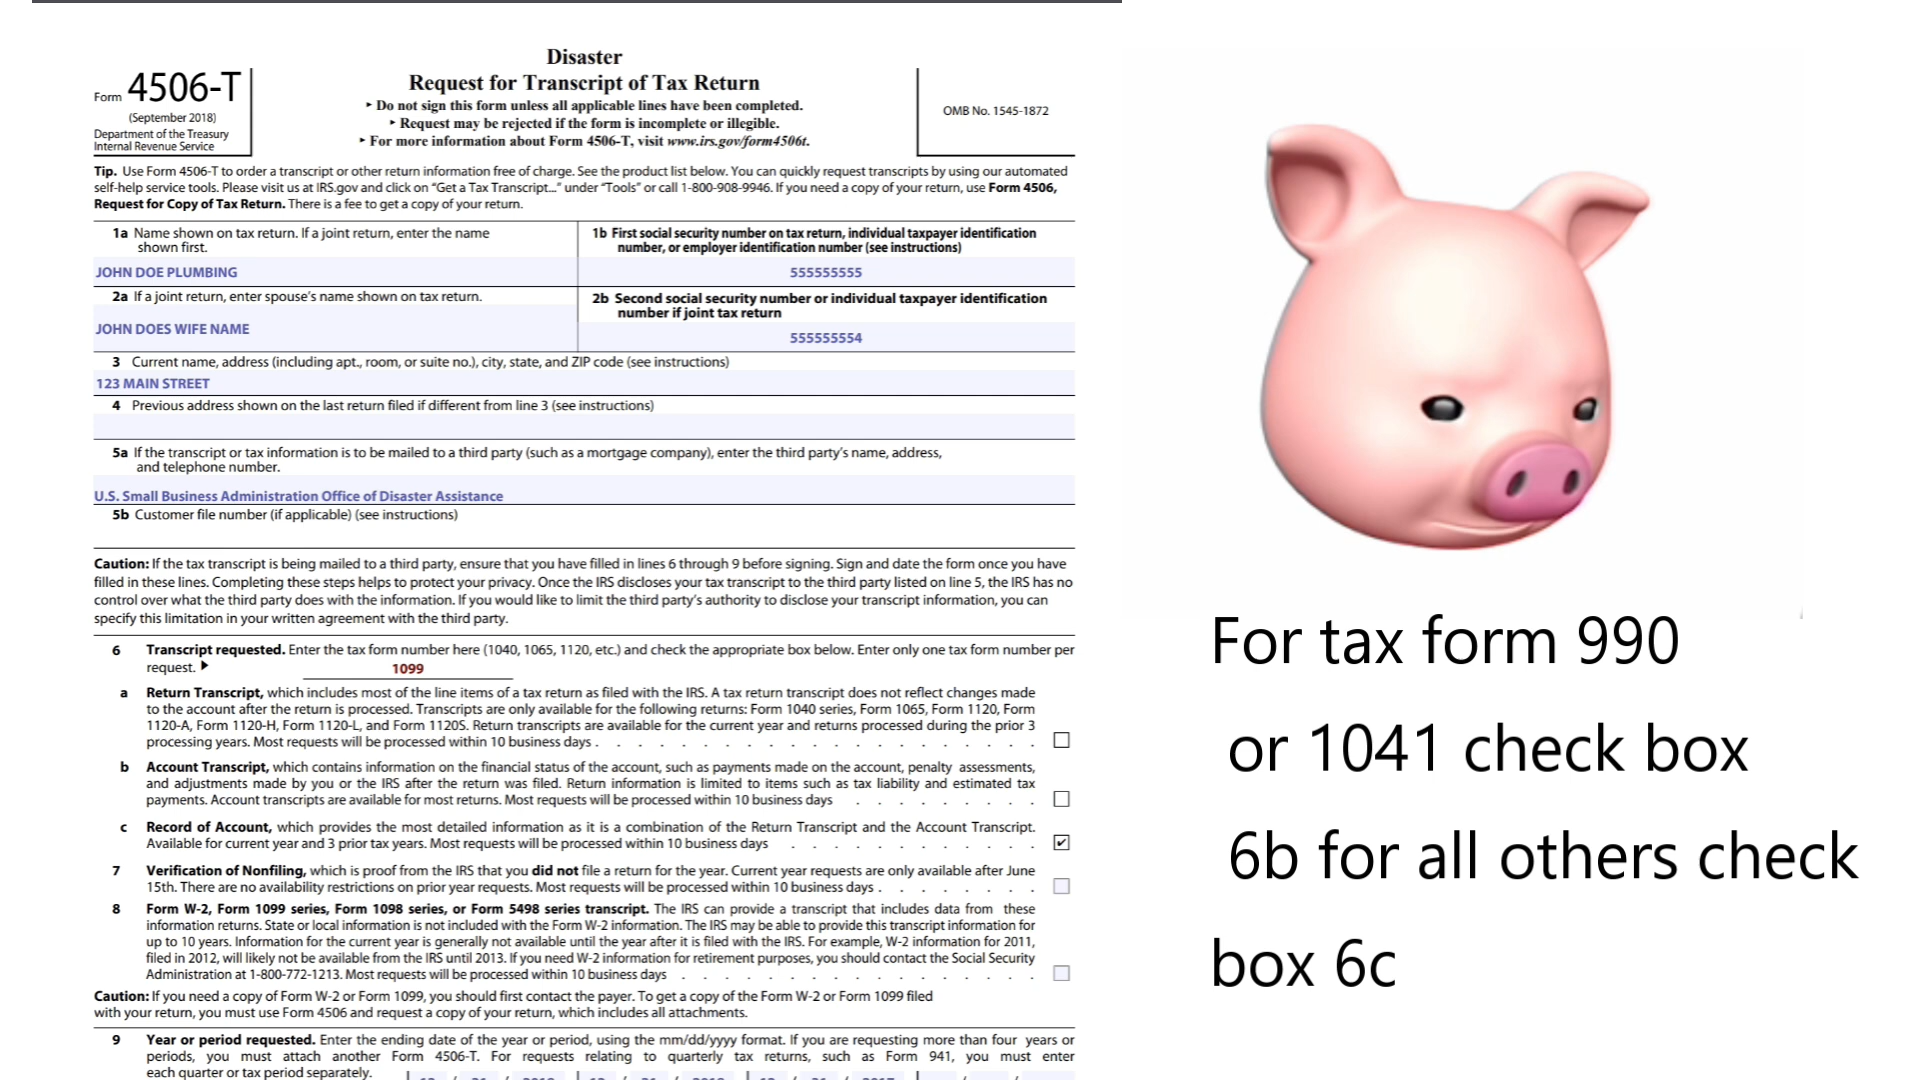 Disaster
Form 4506-T
Request for Transcript of Tax Return
(September 2018)
Department of the Treasury
Internal Revenue Service
‣ Do not sign this form unless all applicable lines have been completed.
‣ Request may be rejected if the form is incomplete or illegible.
‣ For more information about Form 4506-T, visit www.irs.gov/form4506t.
OMB No. 1545-1872
Tip. Use Form 4506-T to order a transcript or other return information free of charge. See the product list below. You can quickly request transcripts by using our automated
self-help service tools. Please visit us at IRS.gov and click on “Get a Tax Transcript...” under “Tools” or call 1-800-908-9946. If you need a copy of your return, use Form 4506,
Request for Copy of Tax Return. There is a fee to get a copy of your return.
1a Name shown on tax return. If a joint return, enter the name
shown first.
JOHN DOE PLUMBING
1b First social security number on tax return, individual taxpayer identification
number, or employer identification number (see instructions)
555555555
2a If a joint return, enter spouse’s name shown on tax return.
JOHN DOES WIFE NAME
2b Second social security number or individual taxpayer identification
number if joint tax return
555555554
3 Current name, address (including apt., room, or suite no.), city, state, and ZIP code (see instructions)
123 MAIN STREET
4 Previous address shown on the last return filed if different from line 3 (see instructions)
5a If the transcript or tax information is to be mailed to a third party (such as a mortgage company), enter the third party’s name, address,
and telephone number.
U.S. Small Business Administration Office of Disaster Assistance
5b Customer file number (if applicable) (see instructions)
Caution: If the tax transcript is being mailed to a third party, ensure that you have filled in lines 6 through 9 before signing. Sign and date the form once you have
filled in these lines. Completing these steps helps to protect your privacy. Once the IRS discloses your tax transcript to the third party listed on line 5, the IRS has no
control over what the third party does with the information. If you would like to limit the third party’s authority to disclose your transcript information, you can
specify this limitation in your written agreement with the third party.
6 Transcript requested. Enter the tax form number here (1040, 1065, 1120, etc.) and check the appropriate box below. Enter only one tax form number per
request. ‣ 1099
a Return Transcript, which includes most of the line items of a tax return as filed with the IRS. A tax return transcript does not reflect changes made
to the account after the return is processed. Transcripts are only available for the following returns: Form 1040 series, Form 1065, Form 1120, Form
1120-A, Form 1120-H, Form 1120-L, and Form 1120S. Return transcripts are available for the current year and returns processed during the prior 3
processing years. Most requests will be processed within 10 business days . . . . . . . . . . . . . . . . . . .
b Account Transcript, which contains information on the financial status of the account, such as payments made on the account, penalty assessments,
and adjustments made by you or the IRS after the return was filed. Return information is limited to items such as tax liability and estimated tax
payments. Account transcripts are available for most returns. Most requests will be processed within 10 business days . . . . . . . . .
c Record of Account, which provides the most detailed information as it is a combination of the Return Transcript and the Account Transcript.
Available for current year and 3 prior tax years. Most requests will be processed within 10 business days . . . . . . . . . . . . ✔
7 Verification of Nonfiling, which is proof from the IRS that you did not file a return for the year. Current year requests are only available after June
15th. There are no availability restrictions on prior year requests. Most requests will be processed within 10 business days . . . . . . . .
8 Form W-2, Form 1099 series, Form 1098 series, or Form 5498 series transcript. The IRS can provide a transcript that includes data from these
information returns. State or local information is not included with the Form W-2 information. The IRS may be able to provide this transcript information for
up to 10 years. Information for the current year is generally not available until the year after it is filed with the IRS. For example, W-2 information for 2011,
filed in 2012, will likely not be available from the IRS until 2013. If you need W-2 information for retirement purposes, you should contact the Social Security
Administration at 1-800-772-1213. Most requests will be processed within 10 business days . . . . . . . . . . . . . . . . .
Caution: If you need a copy of Form W-2 or Form 1099, you should first contact the payer. To get a copy of the Form W-2 or Form 1099 filed
with your return, you must use Form 4506 and request a copy of your return, which includes all attachments.
9 Year or period requested. Enter the ending date of the year or period, using the mm/dd/yyyy format. If you are requesting more than four years or
periods, you must attach another Form 4506-T. For requests relating to quarterly tax returns, such as Form 941, you must enter
each quarter or tax period separately.
For tax form 990
or 1041 check box
6b for all others check
box 6c